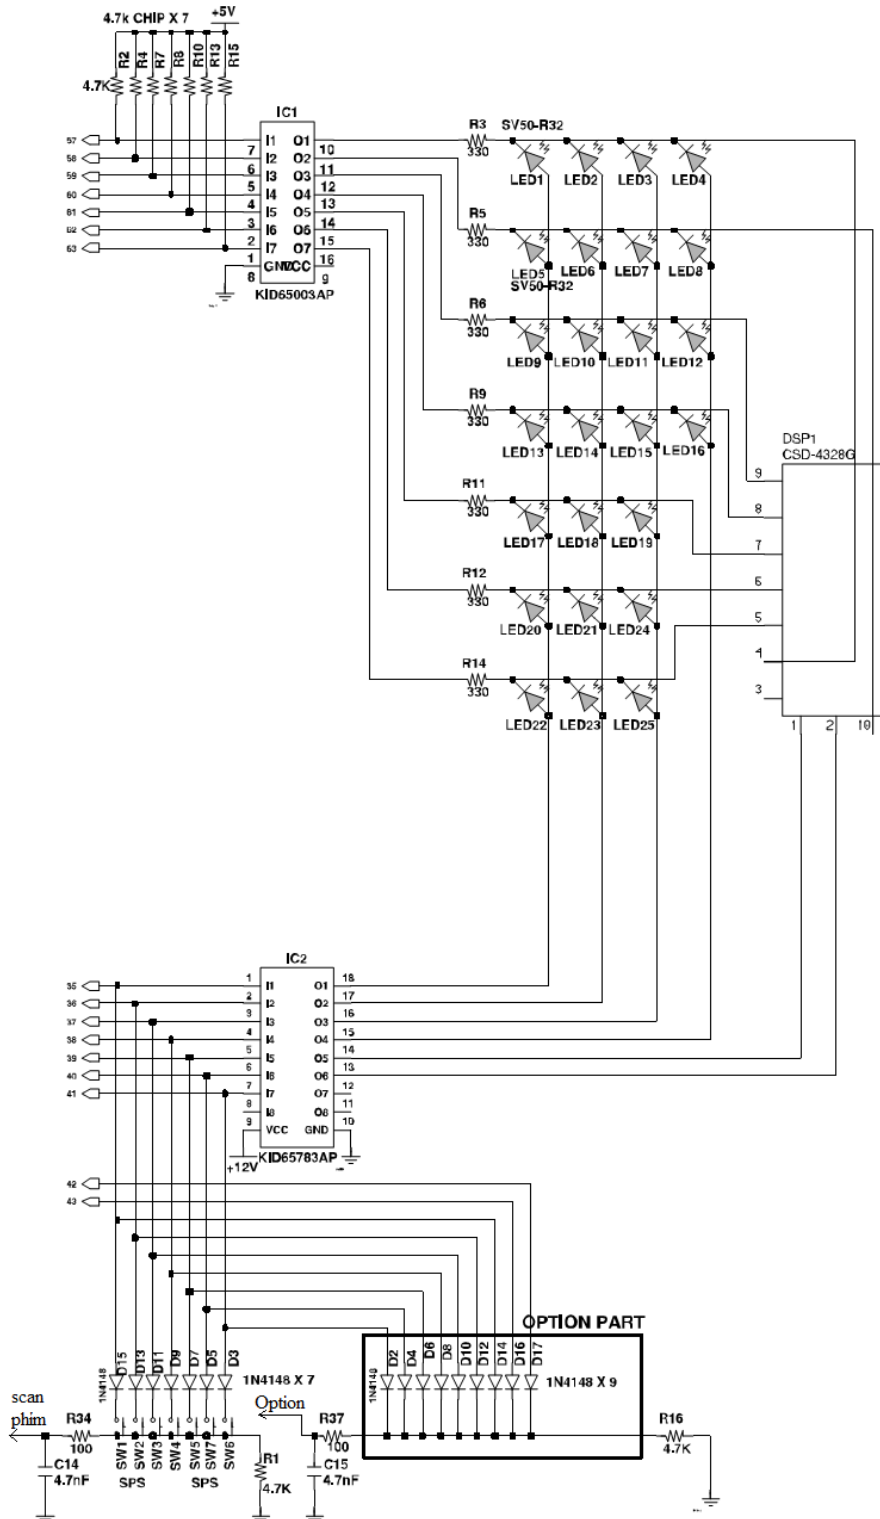 4.7k CHIP X 7
+5V
R2
R4
R7
R8
R10
R13
R15
4.7K
IC1
57
58
59
60
61
62
63
7
6
5
4
3
2
1
8
I1
I2
I3
I4
I5
I6
I7
GND
VCC
O1
O2
O3
O4
O5
O6
O7
10
11
12
13
14
15
16
9
KID65003AP
R3
330
SV50-R32
LED1
LED2
LED3
LED4
R5
330
LED5
SV50-R32
LED6
LED7
LED8
R6
330
LED9
LED10
LED11
LED12
R9
330
LED13
LED14
LED15
LED16
R11
330
LED17
LED18
LED19
R12
330
LED20
LED21
LED24
R14
330
LED22
LED23
LED25
DSP1
CSD-4328G
9
8
7
6
5
4
3
1
2
10
IC2
35
36
37
38
39
40
41
1
2
3
4
5
6
7
8
9
I1
I2
I3
I4
I5
I6
I7
I8
VCC
O1
O2
O3
O4
O5
O6
O7
O8
GND
18
17
16
15
14
13
12
11
10
+12V
KID65783AP
42
43
OPTION PART
1N4148
D15
D13
D11
D9
D7
D5
D3
1N4148 X 7
1N4148
D2
D4
D6
D8
D10
D12
D14
D16
D17
1N4148 X 9
scan
phim
R34
100
C14
4.7nF
SW1
SW2
SW3
SW4
SW5
SW7
SW6
SPS
SPS
Option
R1
4.7K
R37
100
C15
4.7nF
R16
4.7K